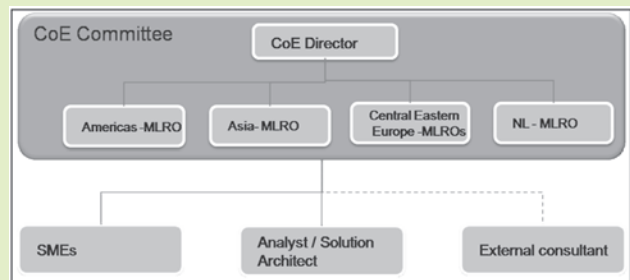 CoE Committee
CoE Director
Americas -MLRO
Asia- MLRO
Central Eastern
Europe -MLROs
NL - MLRO
SMEs
Analyst / Solution
Architect
External consultant